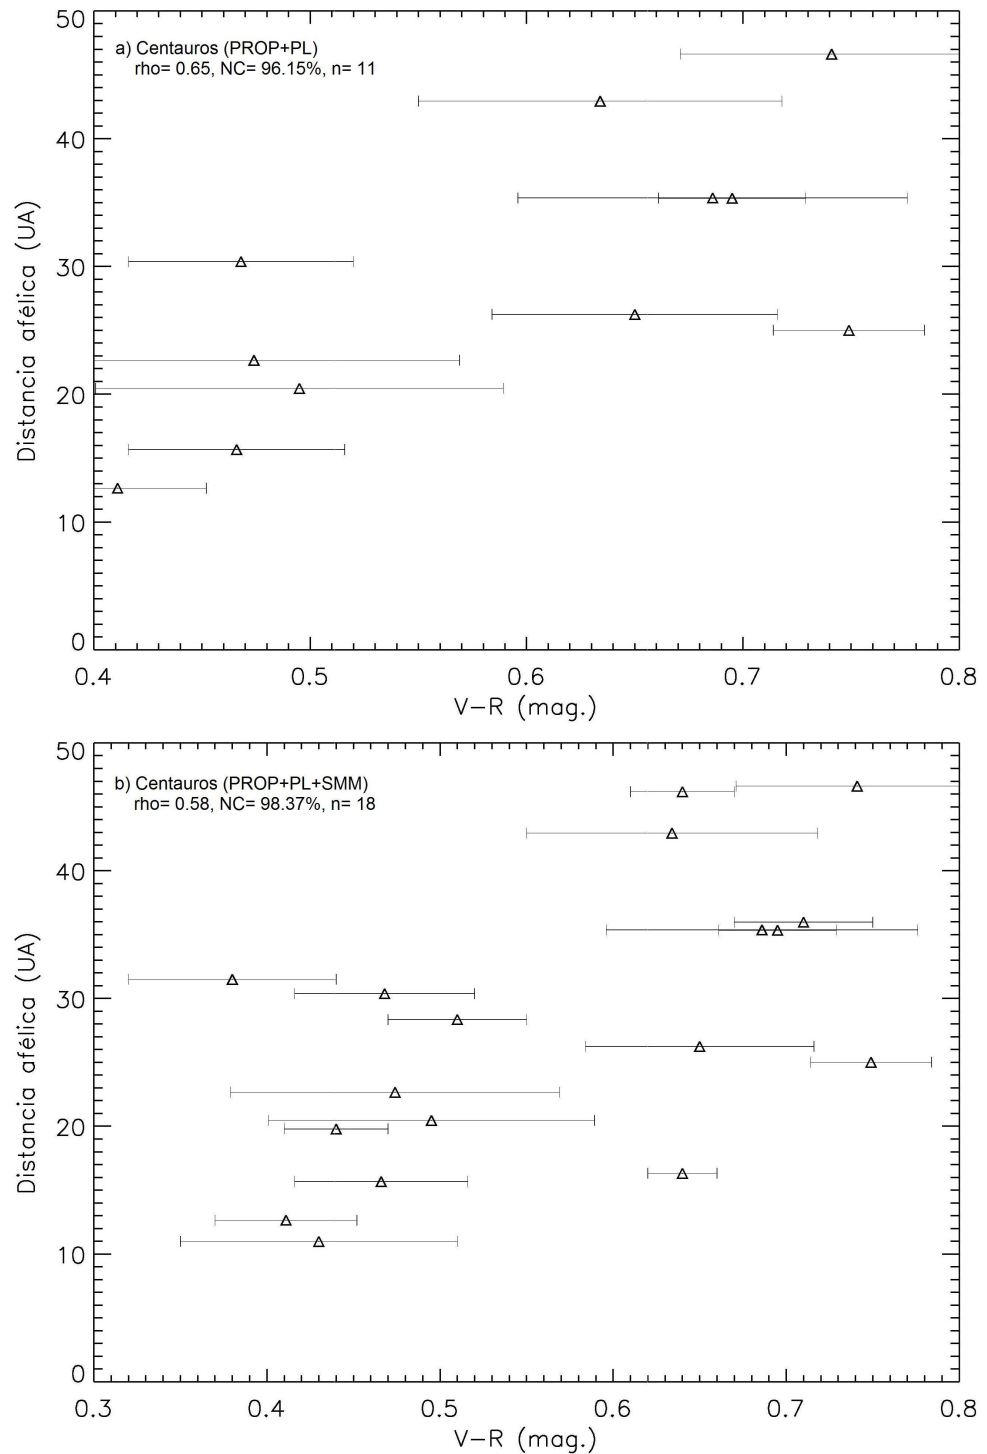 50
a) Centauros (PROP+PL)
rho= 0.65, NC= 96.15%, n= 11
40
30
20
10
0
Distancia afélica (UA)
0.4 0.5 0.6 0.7 0.8
V−R (mag.)
50
b) Centauros (PROP+PL+SMM)
rho= 0.58, NC= 98.37%, n= 18
40
30
20
10
0
Distancia afélica (UA)
0.3 0.4 0.5 0.6 0.7 0.8
V−R (mag.)